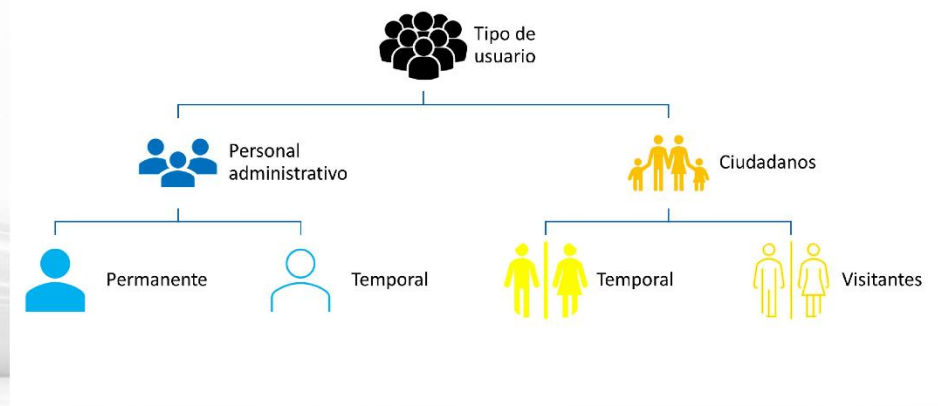 Tipo de
usuario
Personal
administrativo
Ciudadanos
Permanente
Temporal
Temporal
Visitantes